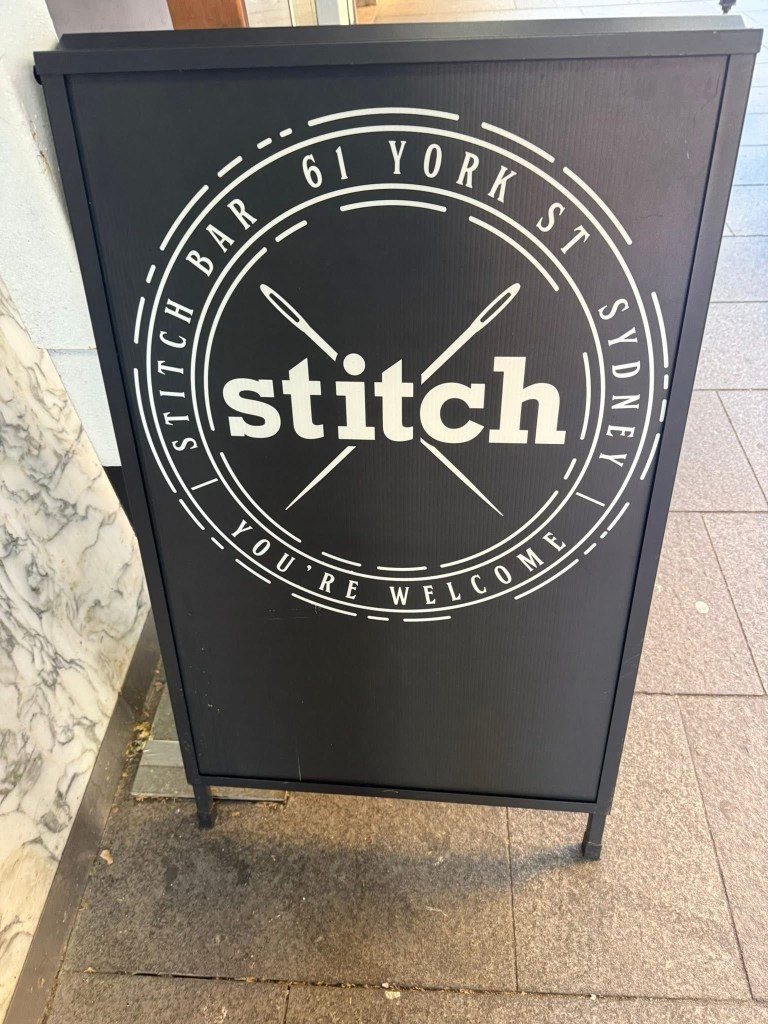 STITCH BAR 61 YORK ST SYDNEY
stitch
| YOU'RE WELCOME |